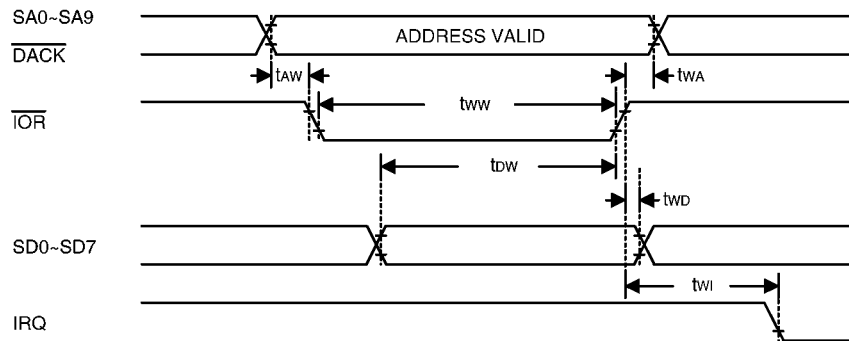 SA0~SA9
DACK
ADDRESS VALID
tAW
tWA
IOR
tWW
tDW
tWD
SD0~SD7
tWI
IRQ